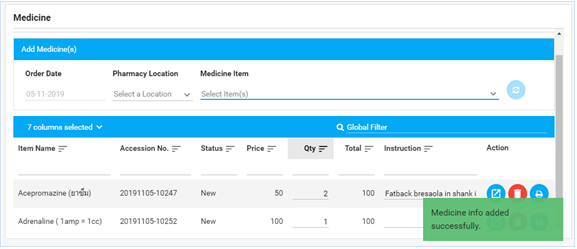 Medicine
Add Medicine(s)
Order Date Pharmacy Location Medicine Item
05-11-2019 Select a Location Select Item(s)
7 columns selected Global Filter
Item Name Accession No. Status Price Qty Total Instruction Action
Acepromazine (ยาซึม) 20191105-10247 New 50 2 100 Fatback bresaola in shank i
Adrenaline ( 1amp = 1cc) 20191105-10252 New 100 1 100
Medicine info added
successfully.